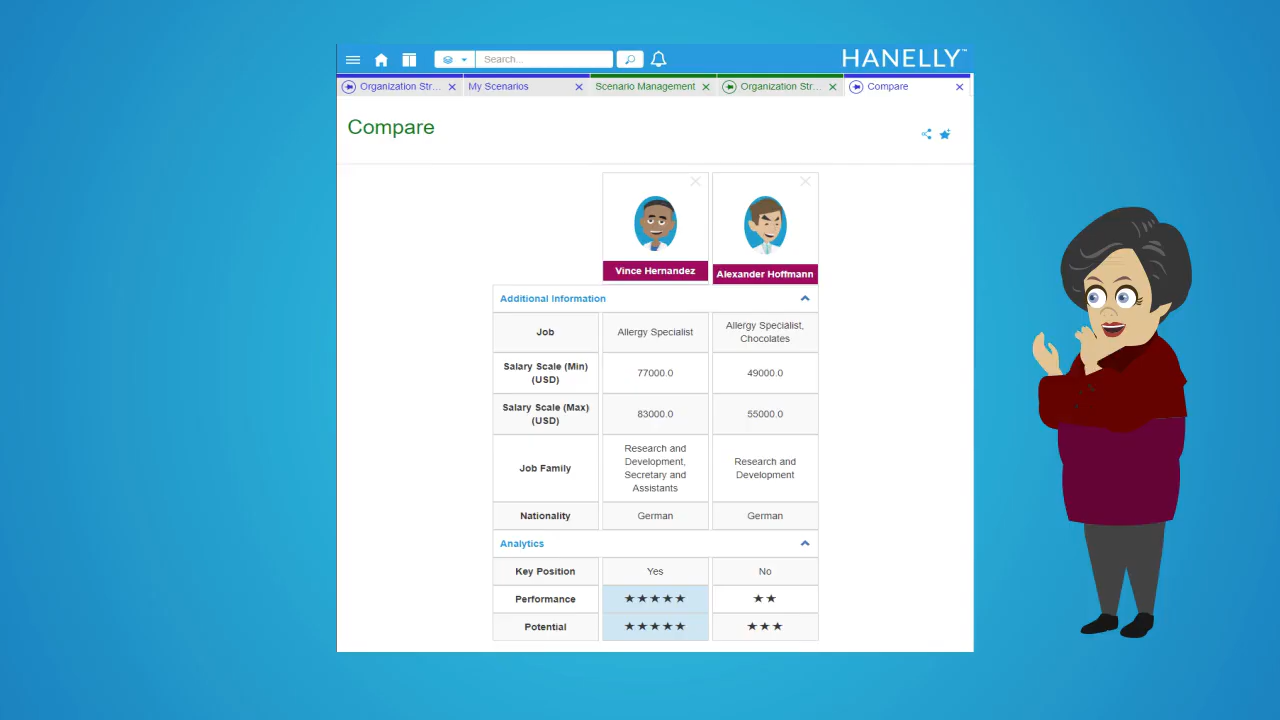 Search...
HANELLY™
Organization Str...
My Scenarios
Scenario Management
Organization Str...
Compare
Compare
Vince Hernandez
Alexander Hoffmann
Additional Information
Job
Allergy Specialist
Allergy Specialist,
Chocolates
Salary Scale (Min)
(USD)
77000.0
49000.0
Salary Scale (Max)
(USD)
83000.0
55000.0
Job Family
Research and
Development,
Secretary and
Assistants
Research and
Development
Nationality
German
German
Analytics
Key Position
Yes
No
Performance
★★★★★
★★
Potential
★★★★★
★★★